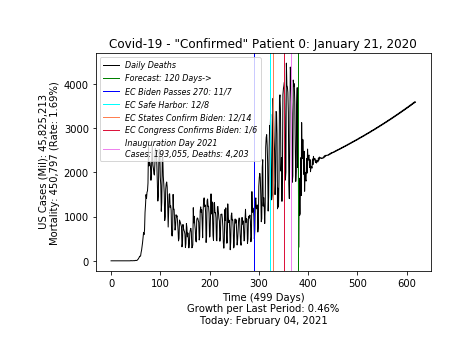 Covid-19 - "Confirmed" Patient 0: January 21, 2020
US Cases (Mil): 45,825,213
Mortality: 450,797 (Rate: 1.69%)
4000
3000
2000
1000
0
Daily Deaths
Forecast: 120 Days->
EC Biden Passes 270: 11/7
EC Safe Harbor: 12/8
EC States Confirm Biden: 12/14
EC Congress Confirms Biden: 1/6
Inauguration Day 2021
Cases: 193,055, Deaths: 4,203
0 100 200 300 400 500 600
Time (499 Days)
Growth per Last Period: 0.46%
Today: February 04, 2021